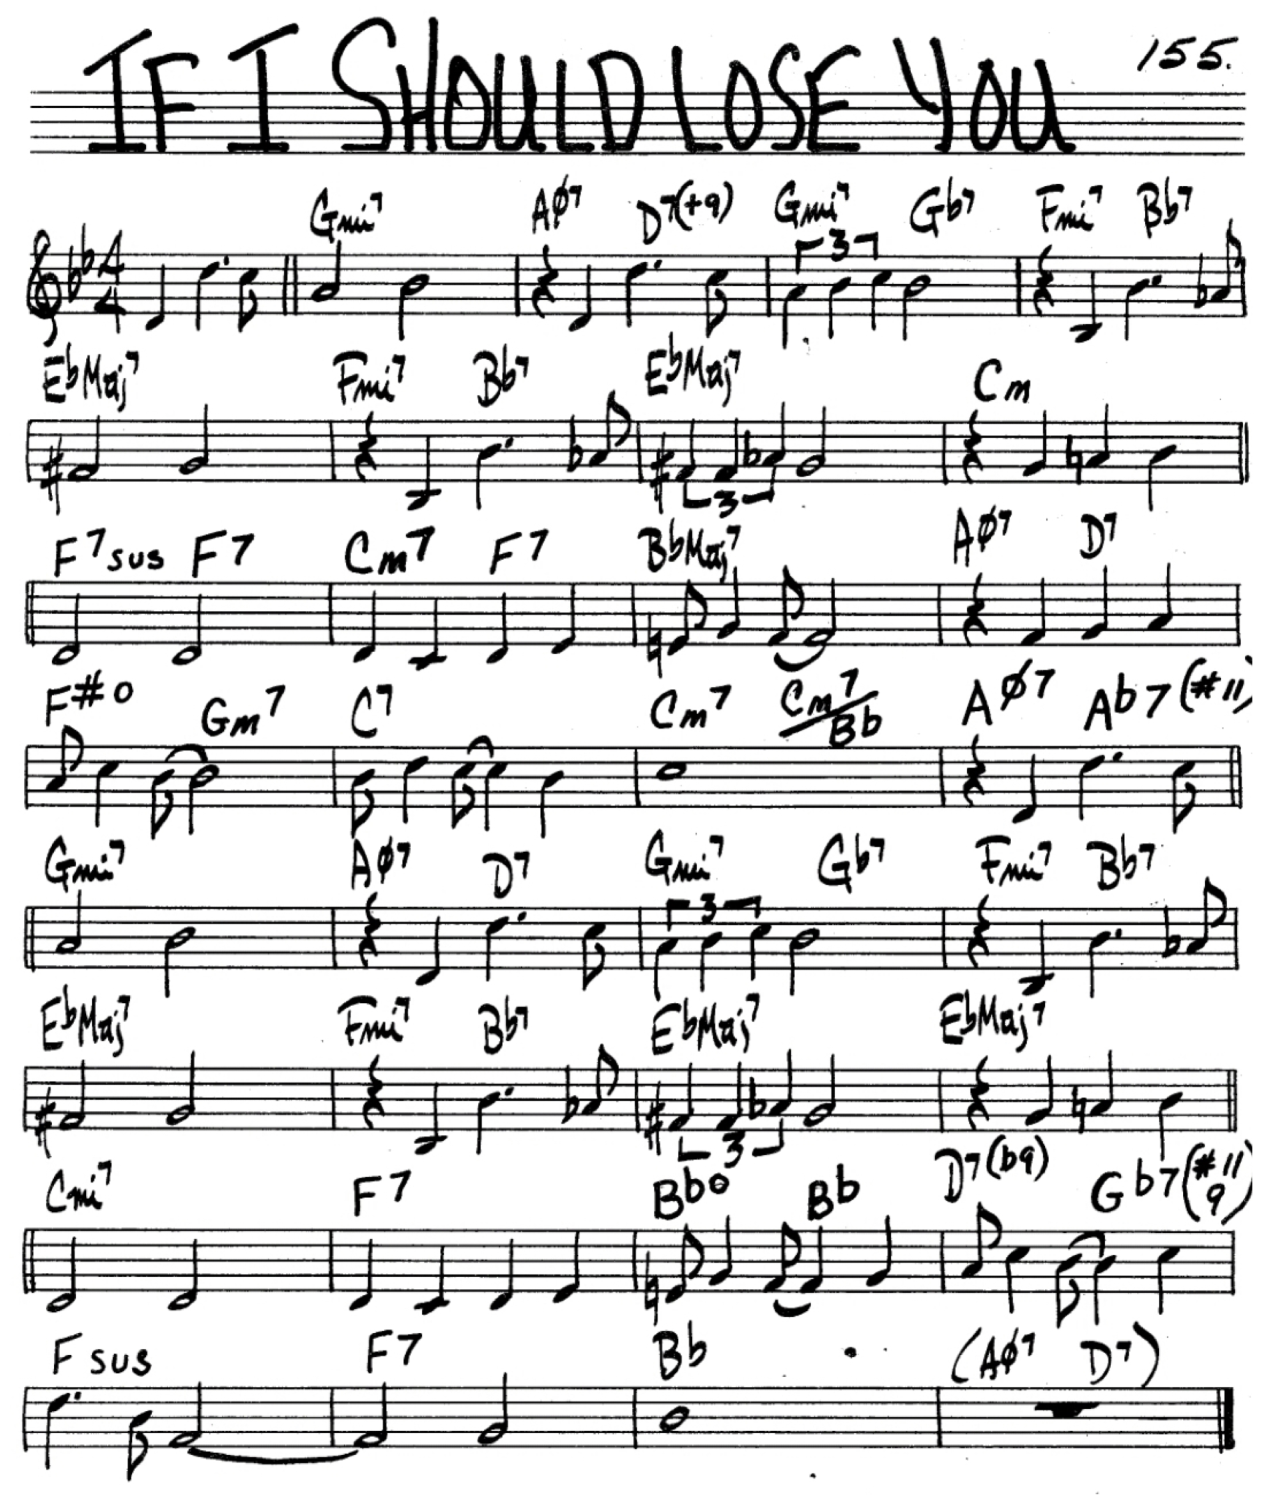 IF I SHOULD LOSE YOU 155.
Gmi7 AØ7 D7(+9) Gmi7 Gb7 Fmi7 Bb7
4
4
3
EbMaj7 Fmi7 Bb7 EbMaj7 Cm
3
F7sus F7 Cm7 F7 BbMaj7 AØ7 D7
F#o Gm7 C7 Cm7 Cm7/Bb AØ7 Ab7(#11)
Gmi7 AØ7 D7 Gmi7 Gb7 Fmi7 Bb7
3
EbMaj7 Fmi7 Bb7 EbMaj7 EbMaj7
3
Cmi7 F7 Bbo Bb D7(b9) Gb7(#11 9)
F sus F7 Bb (AØ7 D7)